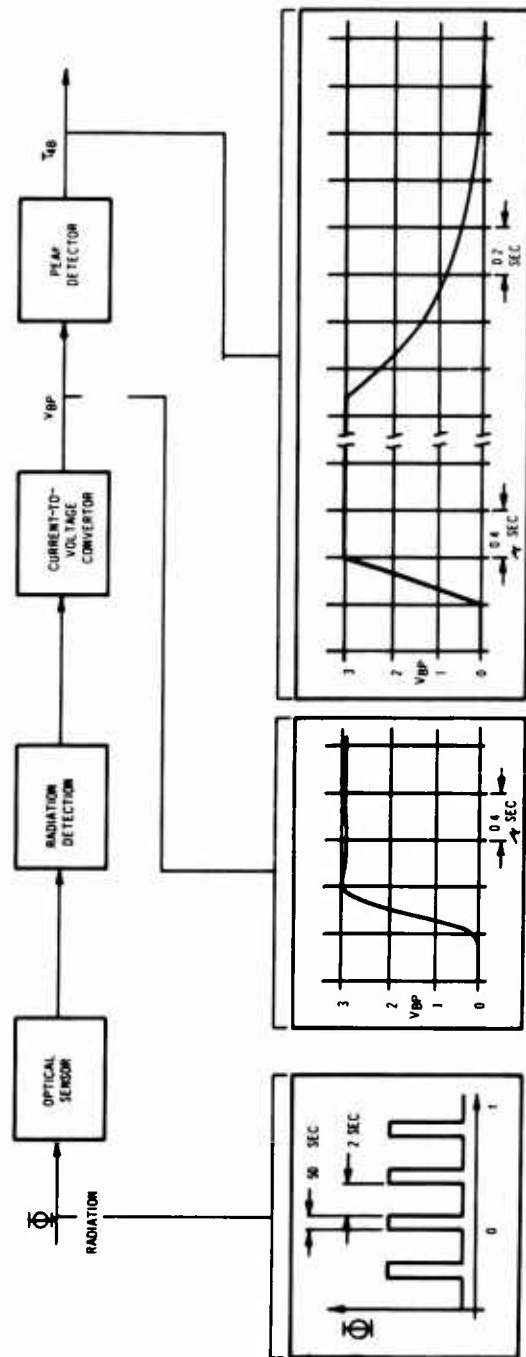 Φ
RADIATION
OPTICAL
SENSOR
RADIATION
DETECTION
CURRENT-TO-
VOLTAGE
CONVERTOR
VBP
PEAK
DETECTOR
T4B
Φ
50 SEC
2 SEC
0
1
3
2
VBP
1
0
0 4
SEC
3
2
VBP
1
0
0 4
SEC
0 2
SEC